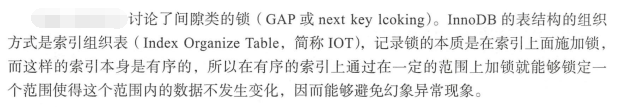 讨论了间隙类的锁（GAP 或 next key lcoking）。InnoDB 的表结构的组织
方式是索引组织表（Index Organize Table，简称 IOT），记录锁的本质是在索引上面施加锁，
而这样的索引本身是有序的，所以在有序的索引上通过在一定的范围上加锁就能够锁定一
个范围使得这个范围内的数据不发生变化，因而能够避免幻象异常现象。